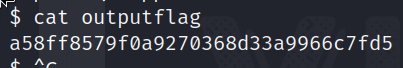 $ cat outputflag
a58ff8579f0a9270368d33a9966c7fd5
$ ^C